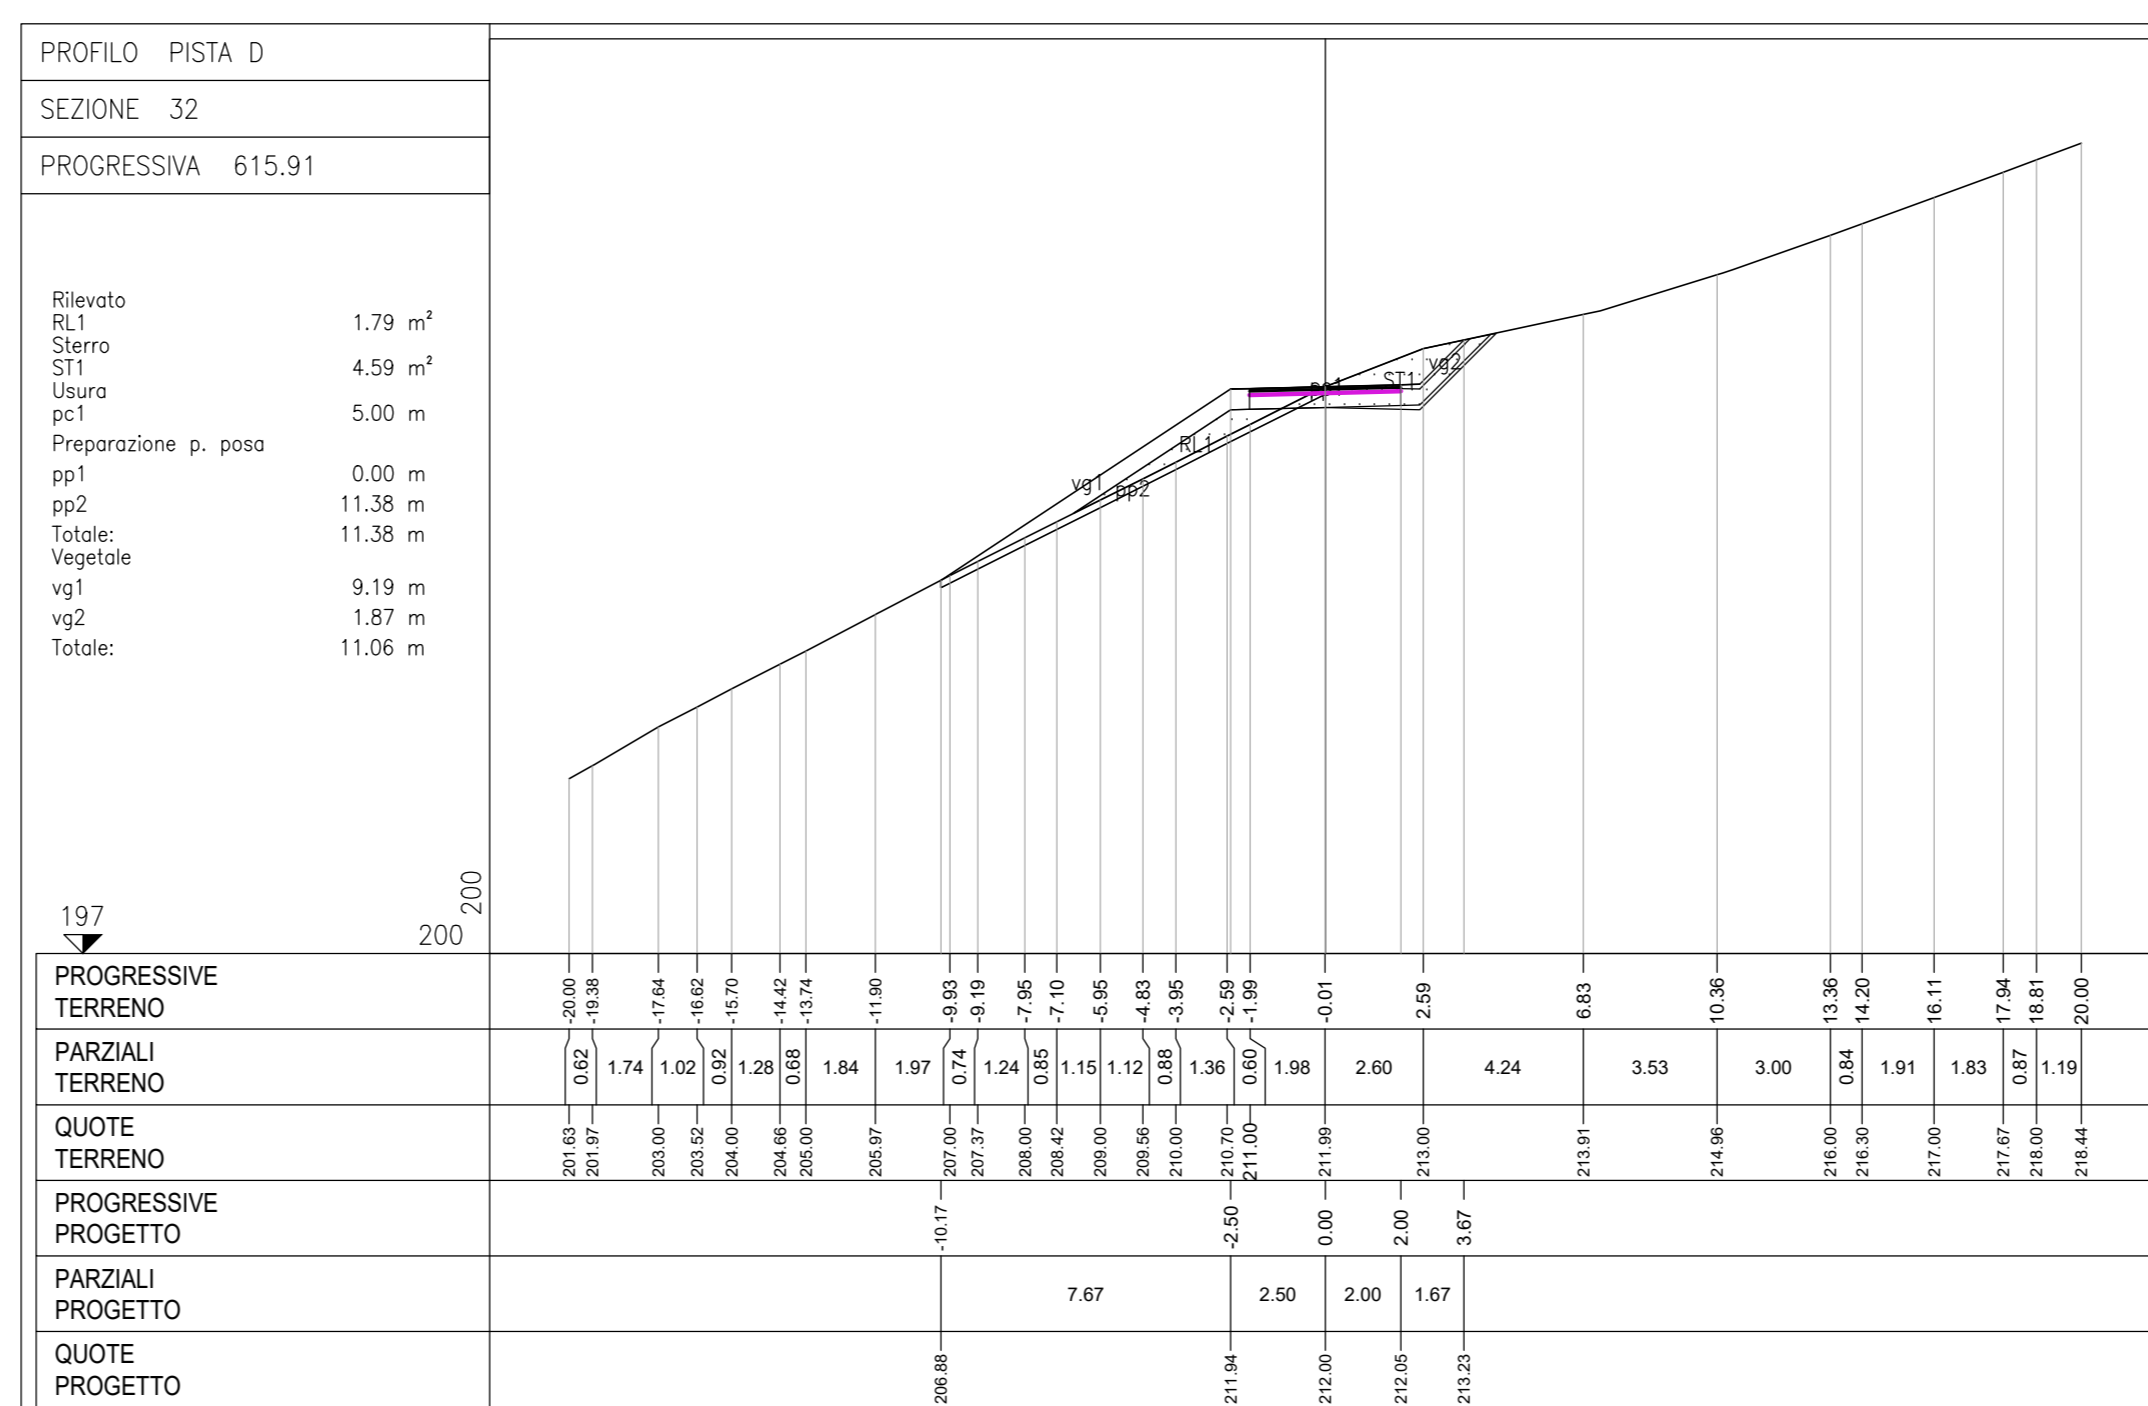 PROFILO PISTA D
SEZIONE 32
PROGRESSIVA 615.91
Rilevato
RL1 1.79 m²
Sterro
ST1 4.59 m²
Usura
pc1 5.00 m
Preparazione p. posa
pp1 0.00 m
pp2 11.38 m
Totale: 11.38 m
Vegetale
vg1 9.19 m
vg2 1.87 m
Totale: 11.06 m
vg2
ST1
RL1
vg1
pp2
197
200
200
PROGRESSIVE
TERRENO
-20.00 -19.38 -17.64 -16.62 -15.70 -14.42 -13.74 -11.90 -9.93 -9.19 -7.95 -7.10 -5.95 -4.83 -3.95 -2.59 -1.99 -0.01 2.59 6.83 10.36 13.36 14.20 16.11 17.94 18.81 20.00
PARZIALI
TERRENO
0.62 1.74 1.02 0.92 1.28 0.68 1.84 1.97 0.74 1.24 0.85 1.15 1.12 0.88 1.36 0.60 1.98 2.60 4.24 3.53 3.00 0.84 1.91 1.83 0.87 1.19
QUOTE
TERRENO
201.63 201.97 203.00 203.52 204.00 204.66 205.00 205.97 207.00 207.37 208.00 208.42 209.00 209.56 210.00 210.70 211.00 211.99 213.00 213.91 214.96 216.00 216.30 217.00 217.67 218.00 218.44
PROGRESSIVE
PROGETTO
-10.17 -2.50 0.00 2.00 3.67
PARZIALI
PROGETTO
7.67 2.50 2.00 1.67
QUOTE
PROGETTO
206.88 211.94 212.00 212.05 213.23